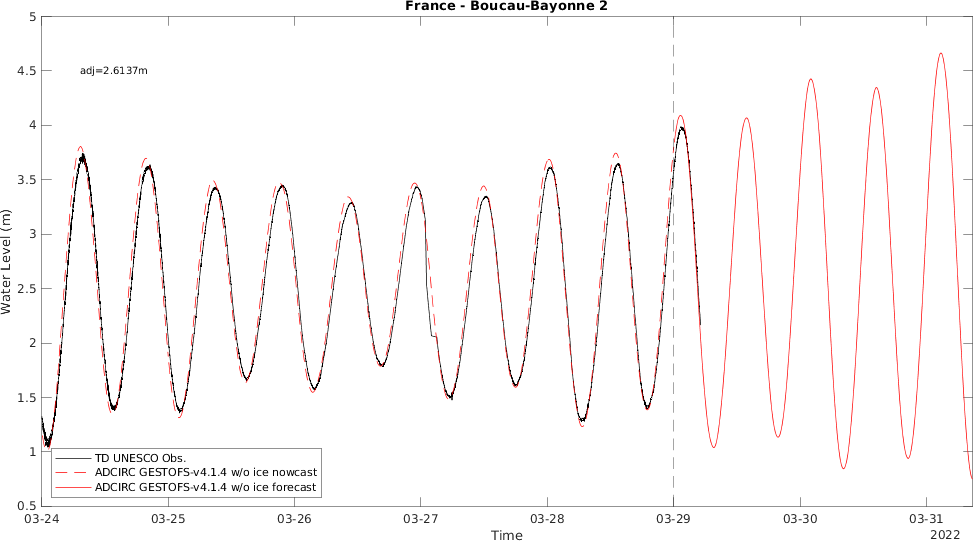 France - Boucau-Bayonne 2
5
4.5
4
3.5
3
2.5
2
1.5
1
0.5
Water Level (m)
adj=2.6137m
TD UNESCO Obs.
ADCIRC GESTOFS-v4.1.4 w/o ice nowcast
ADCIRC GESTOFS-v4.1.4 w/o ice forecast
03-24 03-25 03-26 03-27 03-28 03-29 03-30 03-31
Time
2022